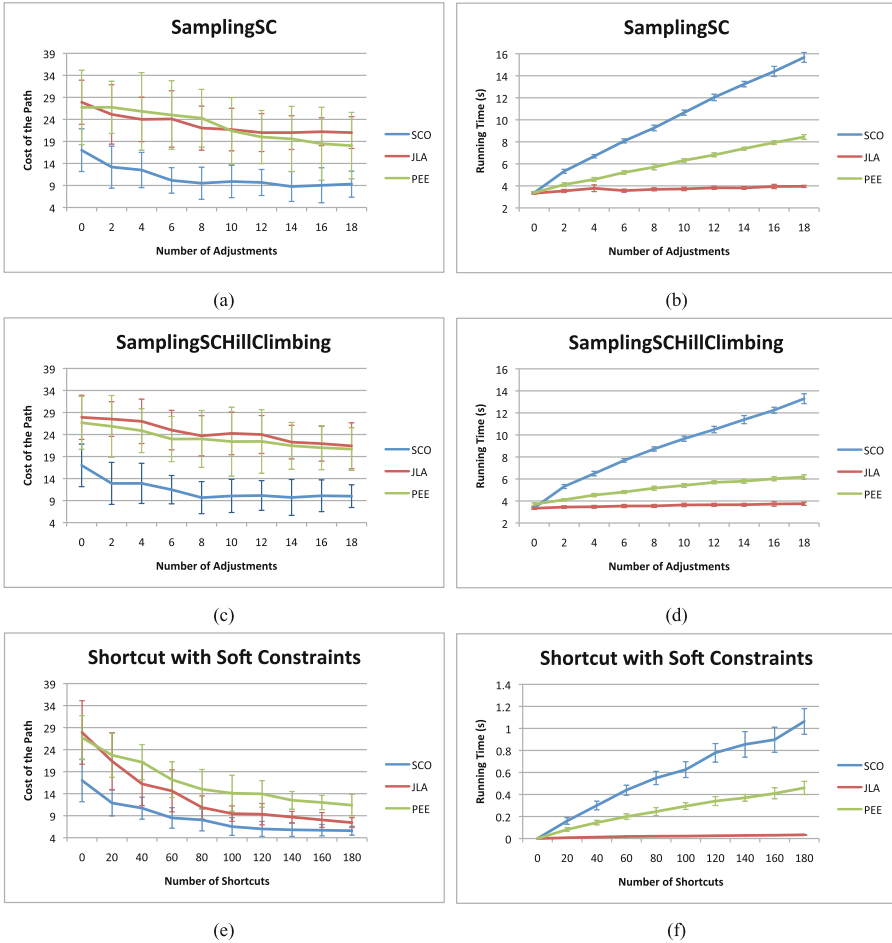 SamplingSC
39
34
29
24
19
14
9
4
Cost of the Path
0 2 4 6 8 10 12 14 16 18
Number of Adjustments
SCO
JLA
PEE
(a)
SamplingSC
16
14
12
10
8
6
4
2
Running Time (s)
0 2 4 6 8 10 12 14 16 18
Number of Adjustments
SCO
JLA
PEE
(b)
SamplingSCHillClimbing
39
34
29
24
19
14
9
4
Cost of the Path
0 2 4 6 8 10 12 14 16 18
Number of Adjustments
SCO
JLA
PEE
(c)
SamplingSCHillClimbing
16
14
12
10
8
6
4
2
Running Time (s)
0 2 4 6 8 10 12 14 16 18
Number of Adjustments
SCO
JLA
PEE
(d)
Shortcut with Soft Constraints
39
34
29
24
19
14
9
4
Cost of the Path
0 20 40 60 80 100 120 140 160 180
Number of Shortcuts
SCO
JLA
PEE
(e)
Shortcut with Soft Constraints
1.4
1.2
1
0.8
0.6
0.4
0.2
0
Running Time (s)
0 20 40 60 80 100 120 140 160 180
Number of Shortcuts
SCO
JLA
PEE
(f)